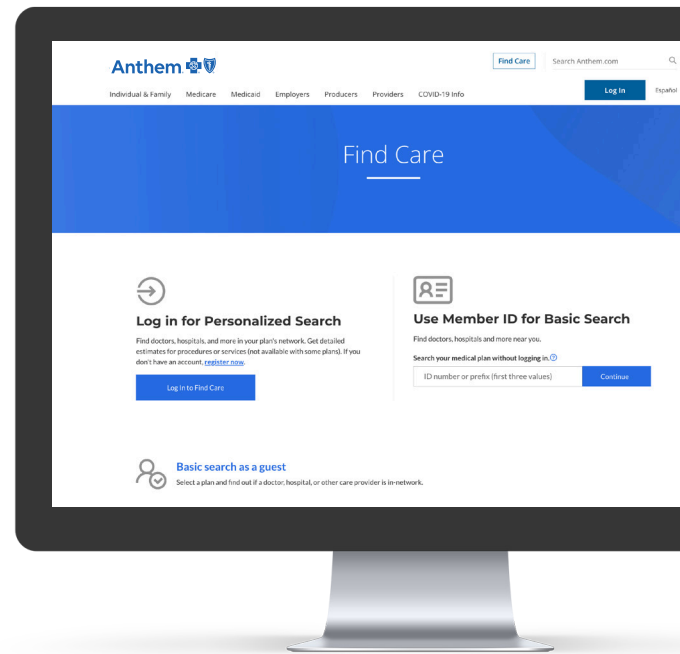 Anthem
Find Care
Search Anthem.com
Individual & Family
Medicare
Medicaid
Employers
Producers
Providers
COVID-19 Info
Log In
Español
Find Care
Log in for Personalized Search
Find doctors, hospitals, and more in your plan's network. Get detailed
estimates for procedures or services (not available with some plans). If you
don't have an account, register now.
Log In to Find Care
Use Member ID for Basic Search
Find doctors, hospitals and more near you.
Search your medical plan without logging in.
ID number or prefix (first three values)
Continue
Basic search as a guest
Select a plan and find out if a doctor, hospital, or other care provider is in-network.